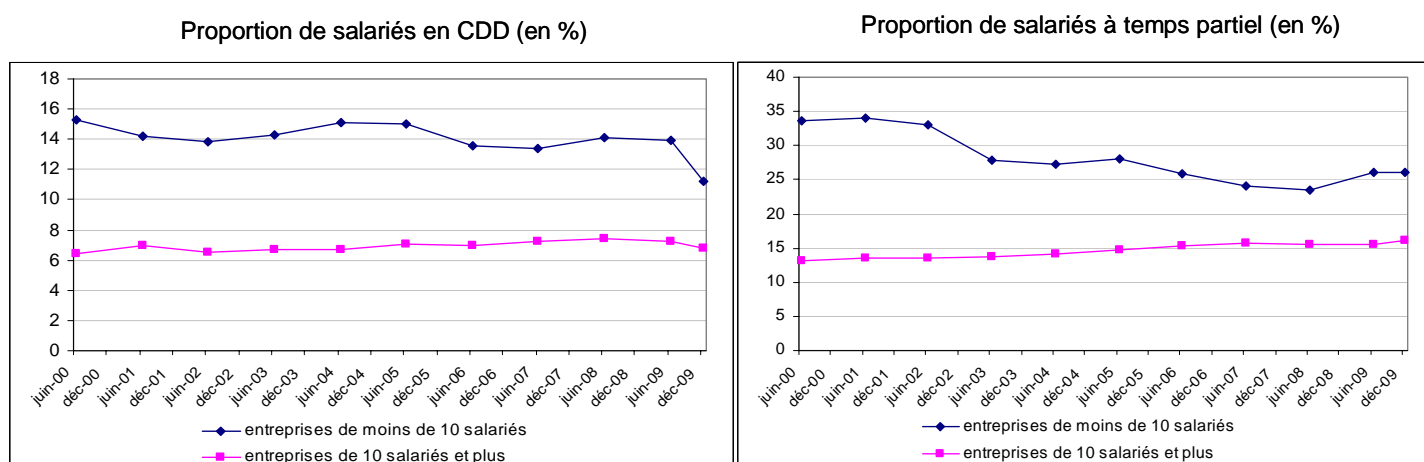 Proportion de salariés en CDD (en %)
18
16
14
12
10
8
6
4
2
0
juin-00
déc-00
juin-01
déc-01
juin-02
déc-02
juin-03
déc-03
juin-04
déc-04
juin-05
déc-05
juin-06
déc-06
juin-07
déc-07
juin-08
déc-08
juin-09
déc-09
entreprises de moins de 10 salariés
entreprises de 10 salariés et plus
Proportion de salariés à temps partiel (en %)
40
35
30
25
20
15
10
5
0
juin-00
déc-00
juin-01
déc-01
juin-02
déc-02
juin-03
déc-03
juin-04
déc-04
juin-05
déc-05
juin-06
déc-06
juin-07
déc-07
juin-08
déc-08
juin-09
déc-09
entreprises de moins de 10 salariés
entreprises de 10 salariés et plus